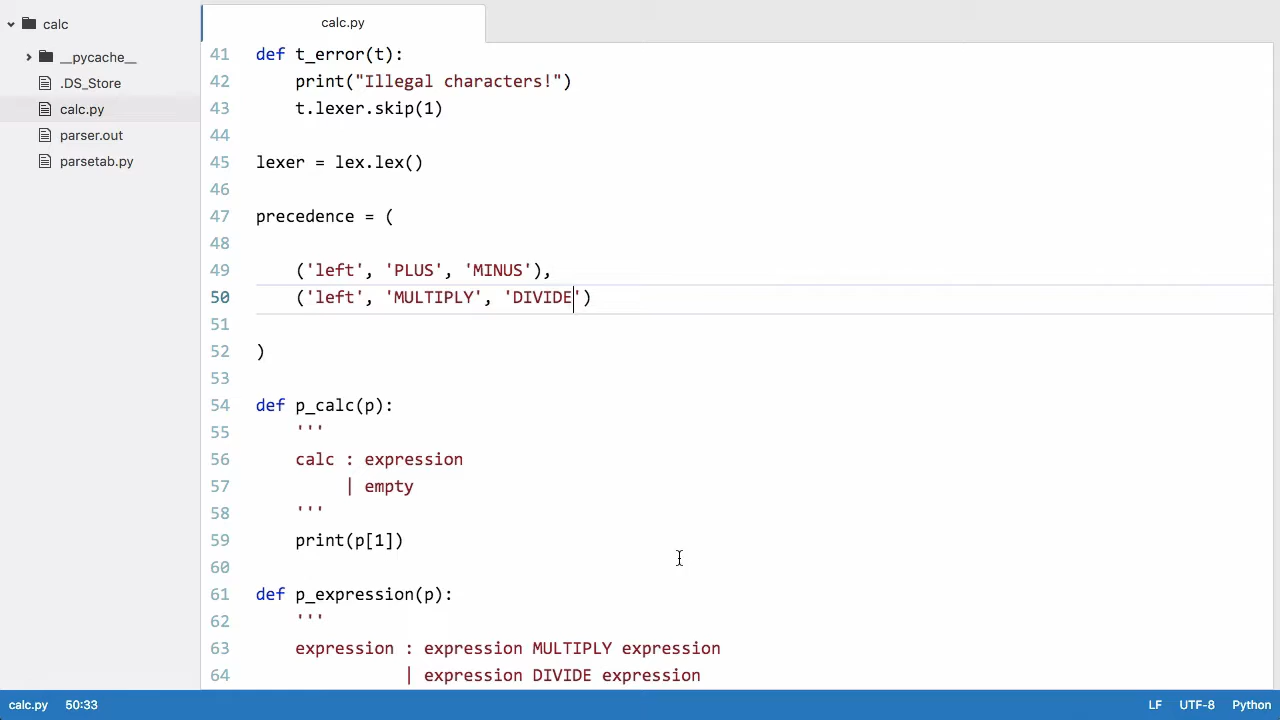 calc
__pycache__
.DS_Store
calc.py
parser.out
parsetab.py
calc.py
41 def t_error(t):
42     print("Illegal characters!")
43     t.lexer.skip(1)
44
45 lexer = lex.lex()
46
47 precedence = (
48
49     ('left', 'PLUS', 'MINUS'),
50     ('left', 'MULTIPLY', 'DIVIDE')
51
52 )
53
54 def p_calc(p):
55     '''
56     calc : expression
57          | empty
58     '''
59     print(p[1])
60
61 def p_expression(p):
62     '''
63     expression : expression MULTIPLY expression
64                | expression DIVIDE expression
calc.py 50:33 LF UTF-8 Python